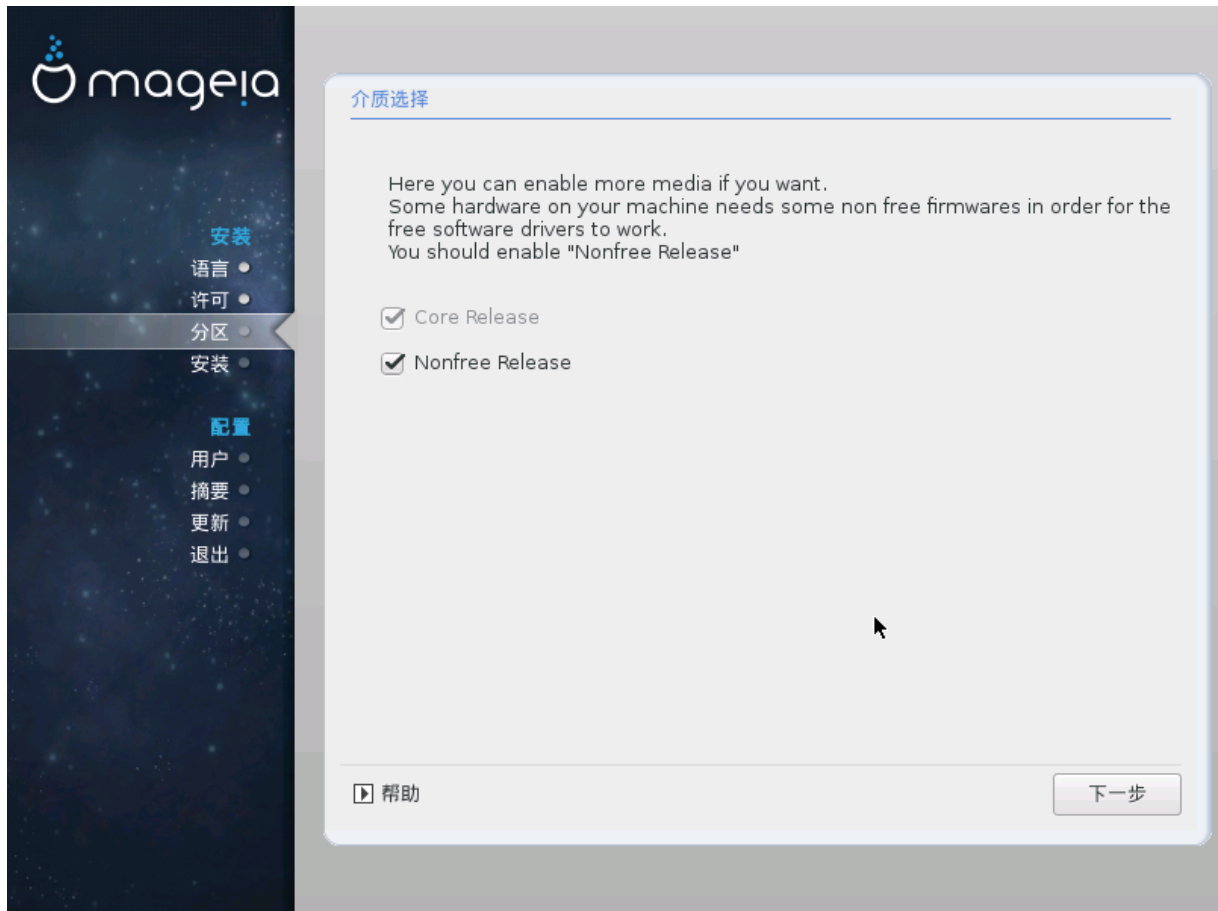 mageia
安装
语言
许可
分区
安装
配置
用户
摘要
更新
退出
介质选择
Here you can enable more media if you want.
Some hardware on your machine needs some non free firmwares in order for the
free software drivers to work.
You should enable "Nonfree Release"
Core Release
Nonfree Release
帮助
下一步